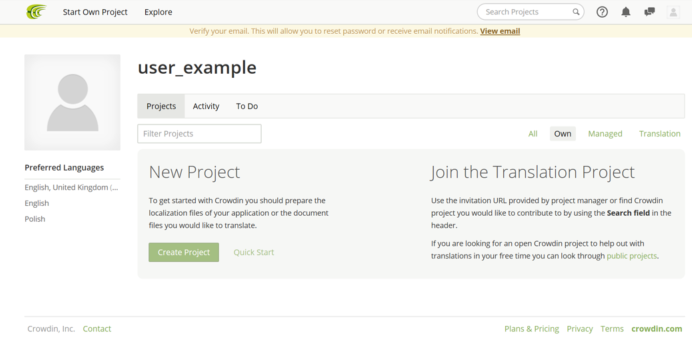 Start Own Project Explore Search Projects
Verify your email. This will allow you to reset password or receive email notifications. View email
user_example
Projects Activity To Do
Filter Projects All Own Managed Translation
Preferred Languages
English, United Kingdom (...
English
Polish
New Project
To get started with Crowdin you should prepare the
localization files of your application or the document
files you would like to translate.
Create Project Quick Start
Join the Translation Project
Use the invitation URL provided by project manager or find Crowdin
project you would like to contribute to by using the Search field in the
header.
If you are looking for an open Crowdin project to help out with
translations in your free time you can look through public projects.
Crowdin, Inc. Contact Plans & Pricing Privacy Terms crowdin.com